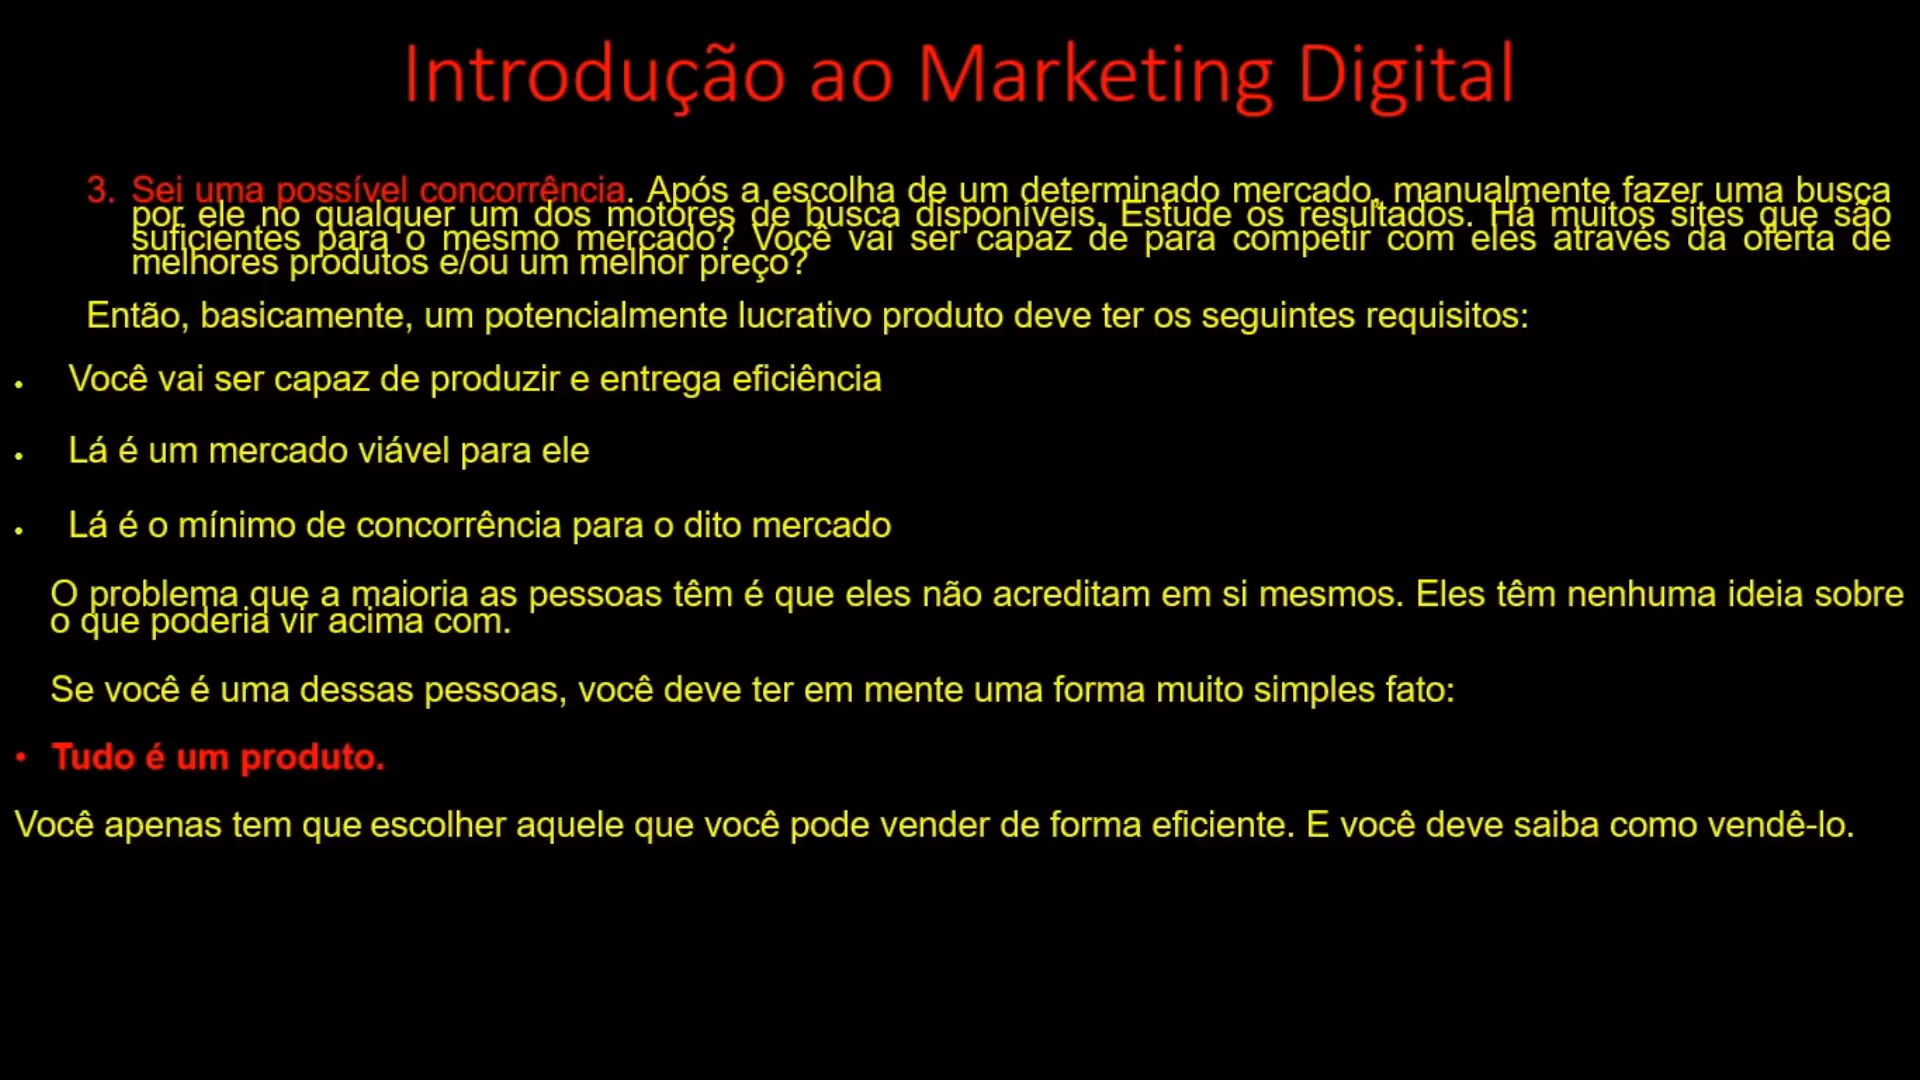 Introdução ao Marketing Digital
3. Sei uma possível concorrência. Após a escolha de um determinado mercado, manualmente fazer uma busca
por ele no qualquer um dos motores de busca disponíveis. Estude os resultados. Há muitos sites que são
suficientes para o mesmo mercado? Você vai ser capaz de para competir com eles através da oferta de
melhores produtos e/ou um melhor preço?
Então, basicamente, um potencialmente lucrativo produto deve ter os seguintes requisitos:
• Você vai ser capaz de produzir e entrega eficiência
• Lá é um mercado viável para ele
• Lá é o mínimo de concorrência para o dito mercado
O problema que a maioria as pessoas têm é que eles não acreditam em si mesmos. Eles têm nenhuma ideia sobre
o que poderia vir acima com.
Se você é uma dessas pessoas, você deve ter em mente uma forma muito simples fato:
• Tudo é um produto.
Você apenas tem que escolher aquele que você pode vender de forma eficiente. E você deve saiba como vendê-lo.